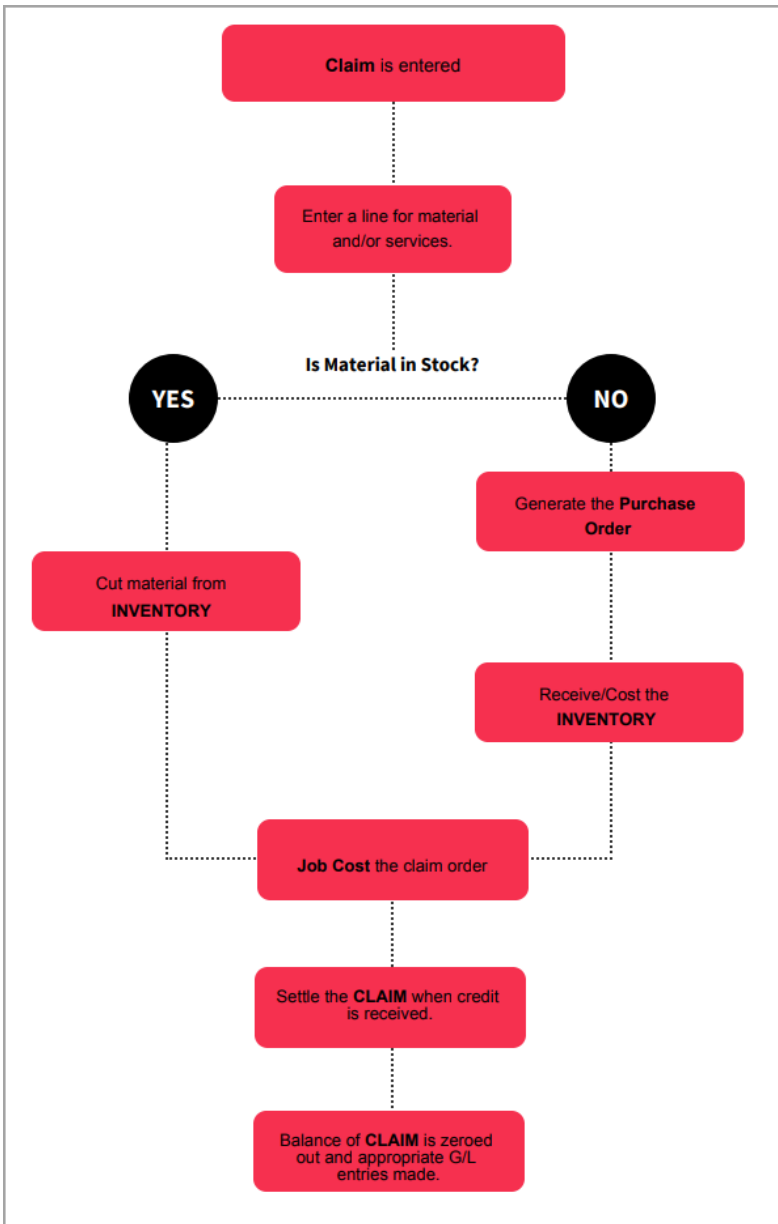 Claim is entered
Enter a line for material
and/or services.
Is Material in Stock?
YES
NO
Generate the Purchase
Order
Cut material from
INVENTORY
Receive/Cost the
INVENTORY
Job Cost the claim order
Settle the CLAIM when credit
is received.
Balance of CLAIM is zeroed
out and appropriate G/L
entries made.